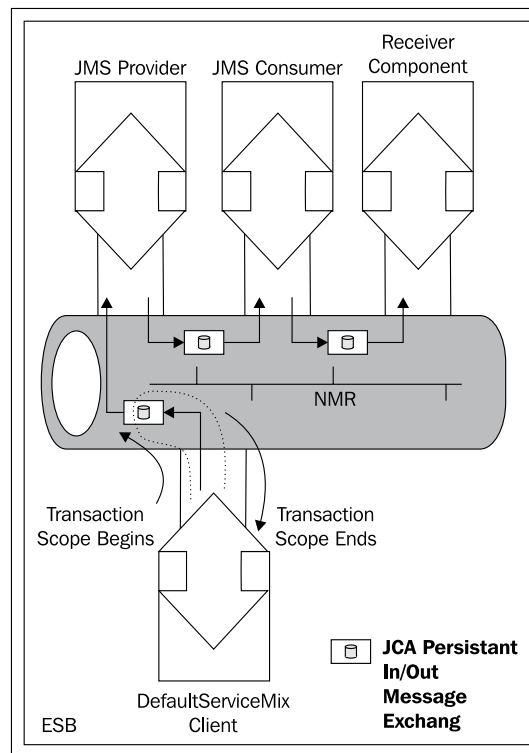 Receiver
Component
JMS Provider
JMS Consumer
NMR
Transaction
Scope Begins
Transaction
Scope Ends
DefaultServiceMix
Client
JCA Persistant
In/Out
Message
Exchang
ESB